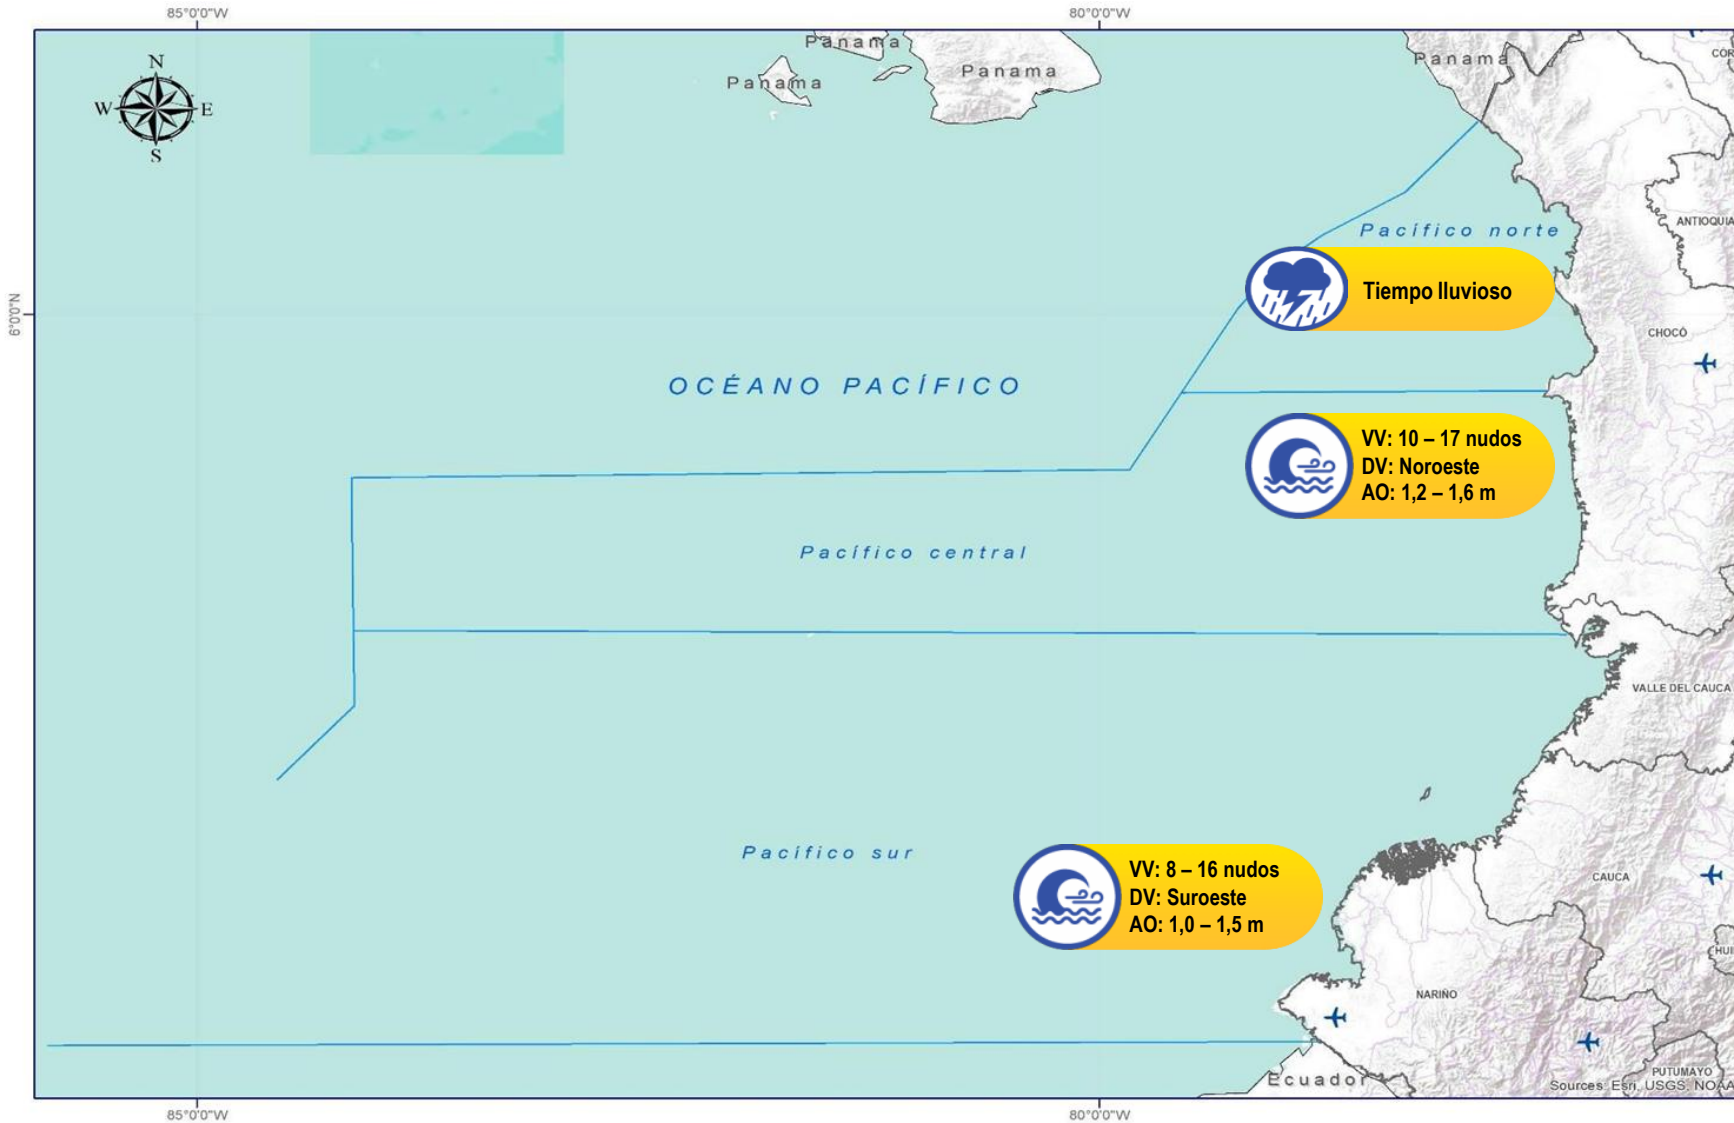 85°0'0"W
80°0'0"W
N
W
E
S
Panama
Panama
Panama
Panama
CÓR
ANTIOQUIA
Pacífico norte
Tiempo lluvioso
6°0'0"N
CHOCÓ
OCÉANO PACÍFICO
VV: 10 – 17 nudos
DV: Noroeste
AO: 1,2 – 1,6 m
Pacífico central
VALLE DEL CAUCA
Pacífico sur
VV: 8 – 16 nudos
DV: Suroeste
AO: 1,0 – 1,5 m
CAUCA
HUI
NARIÑO
PUTUMAYO
Ecuador
Sources: Esri, USGS, NOAA
85°0'0"W
80°0'0"W